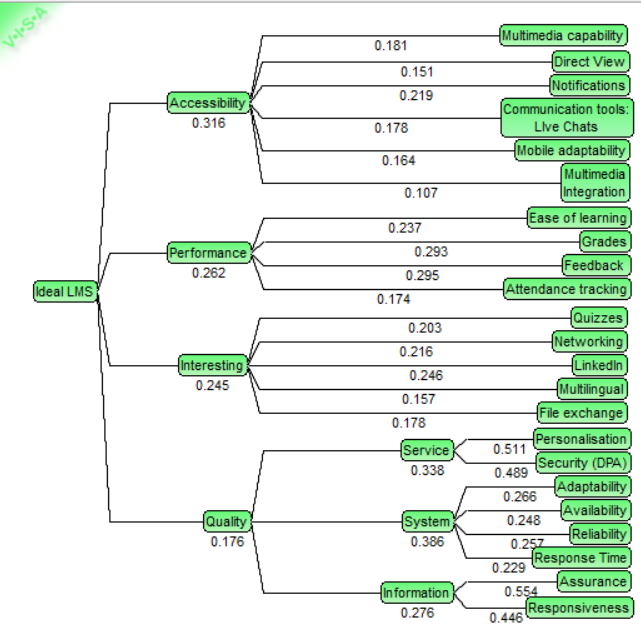 V•I•S•A
Multimedia capability
0.181
Direct View
0.151
Notifications
0.219
Accessibility
0.316
Communication tools:
LIve Chats
0.178
Mobile adaptability
0.164
Multimedia
Integration
0.107
Ease of learning
0.237
Grades
0.293
Performance
0.262
Feedback
0.295
Attendance tracking
0.174
Ideal LMS
Quizzes
0.203
Networking
0.216
Interesting
0.245
LinkedIn
0.246
Multilingual
0.157
File exchange
0.178
Personalisation
0.511
Service
0.338
Security (DPA)
0.489
Adaptability
0.266
Availability
0.248
Quality
0.176
System
0.386
Reliability
0.257
Response Time
0.229
Assurance
0.554
Information
0.276
Responsiveness
0.446